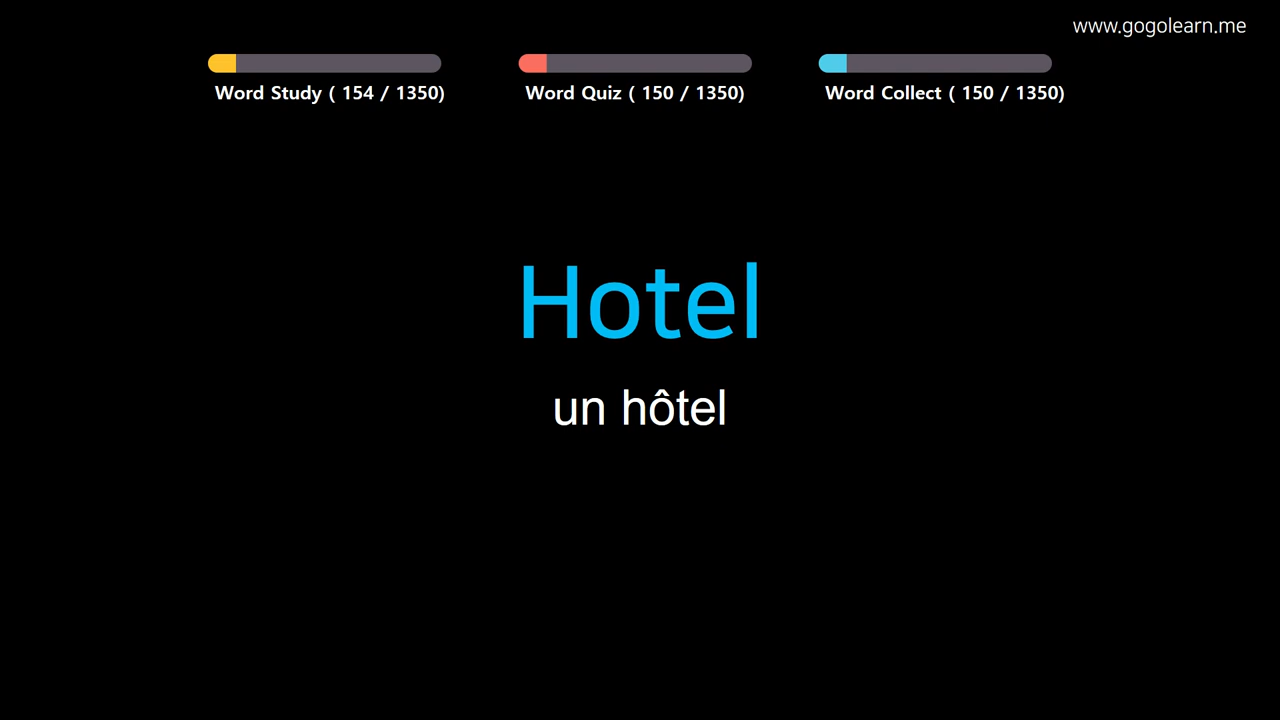 www.gogolearn.me
Word Study ( 154 / 1350)
Word Quiz ( 150 / 1350)
Word Collect ( 150 / 1350)
Hotel
un hôtel